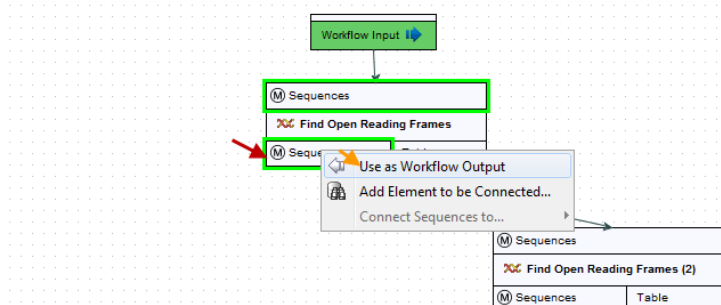 Workflow Input
M Sequences
Find Open Reading Frames
M
Use as Workflow Output
Add Element to be Connected...
Connect Sequences to...
M Sequences
Find Open Reading Frames (2)
M Sequences Table